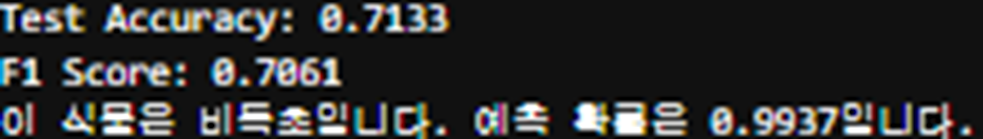 Test Accuracy: 0.7133
F1 Score: 0.7061
이 식물은 비득초입니다. 예측 확률은 0.9937입니다.